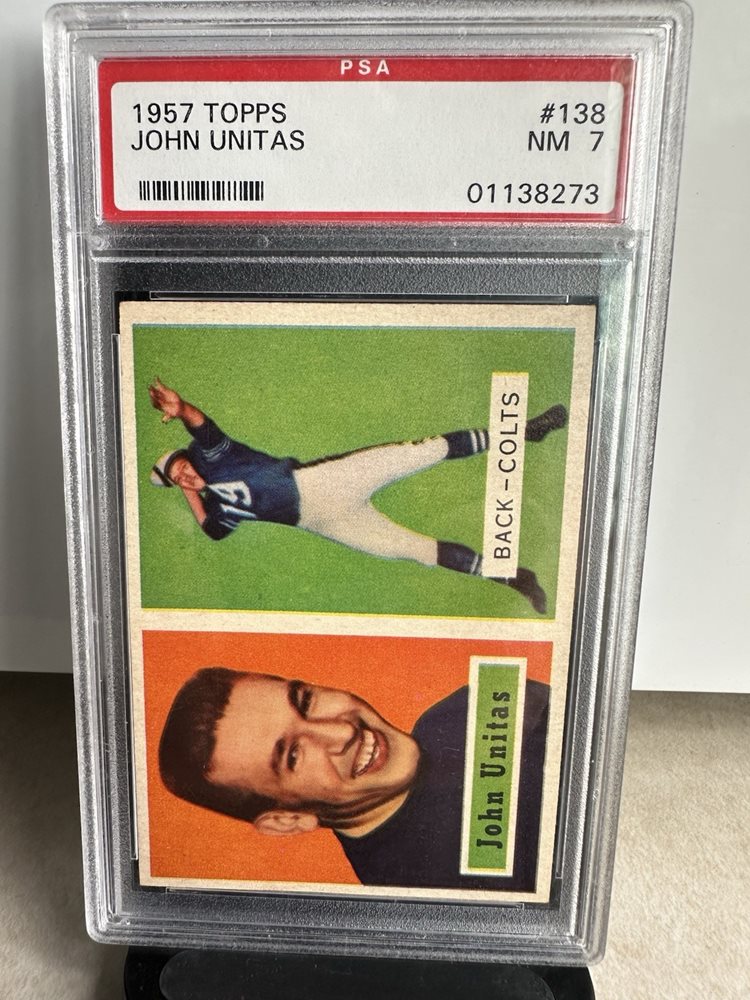 PSA
1957 TOPPS #138
JOHN UNITAS NM 7
01138273
19
BACK-COLTS
John Unitas